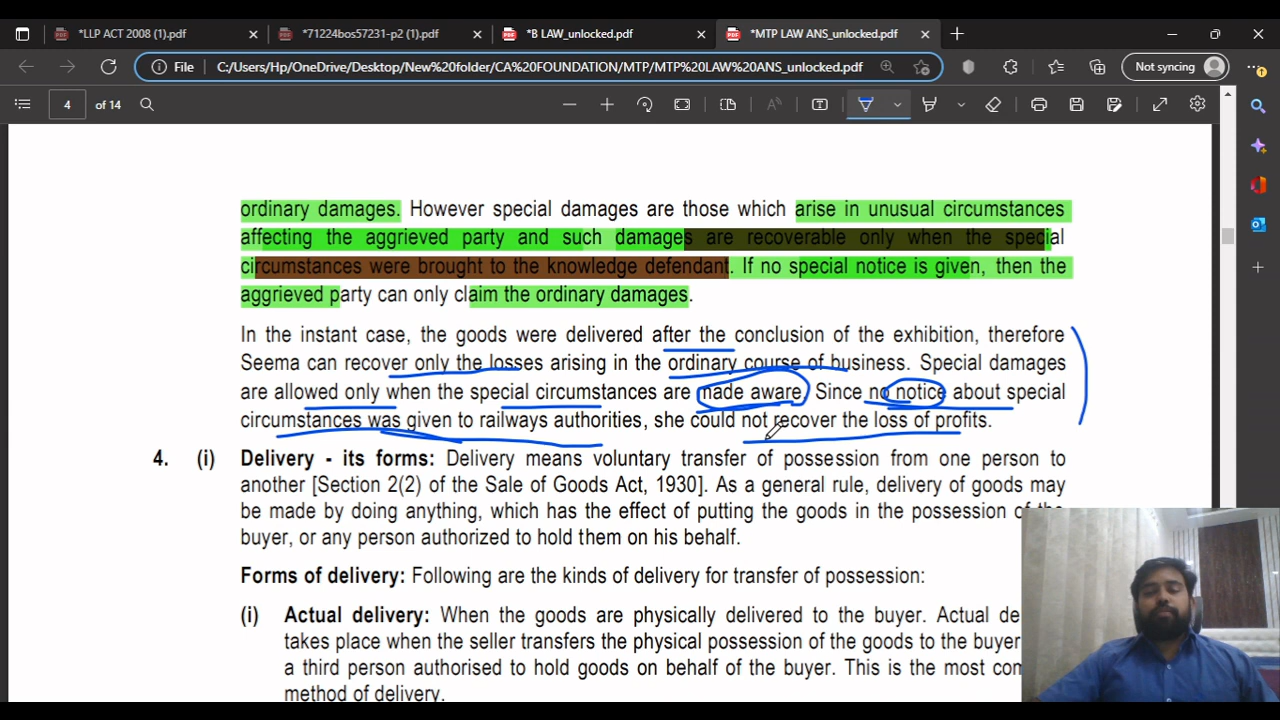 *LLP ACT 2008 (1).pdf
*71224bos57231-p2 (1).pdf
*B LAW_unlocked.pdf
*MTP LAW ANS_unlocked.pdf
File
C:/Users/Hp/OneDrive/Desktop/New%20folder/CA%20FOUNDATION/MTP/MTP%20LAW%20ANS_unlocked.pdf
Not syncing
4 of 14
ordinary damages. However special damages are those which arise in unusual circumstances
affecting the aggrieved party and such damages are recoverable only when the special
circumstances were brought to the knowledge defendant. If no special notice is given, then the
aggrieved party can only claim the ordinary damages.
In the instant case, the goods were delivered after the conclusion of the exhibition, therefore
Seema can recover only the losses arising in the ordinary course of business. Special damages
are allowed only when the special circumstances are made aware. Since no notice about special
circumstances was given to railways authorities, she could not recover the loss of profits.
4. (i) Delivery - its forms: Delivery means voluntary transfer of possession from one person to
another [Section 2(2) of the Sale of Goods Act, 1930]. As a general rule, delivery of goods may
be made by doing anything, which has the effect of putting the goods in the possession of the
buyer, or any person authorized to hold them on his behalf.
Forms of delivery: Following are the kinds of delivery for transfer of possession:
(i) Actual delivery: When the goods are physically delivered to the buyer. Actual de
takes place when the seller transfers the physical possession of the goods to the buyer
a third person authorised to hold goods on behalf of the buyer. This is the most com
method of delivery.